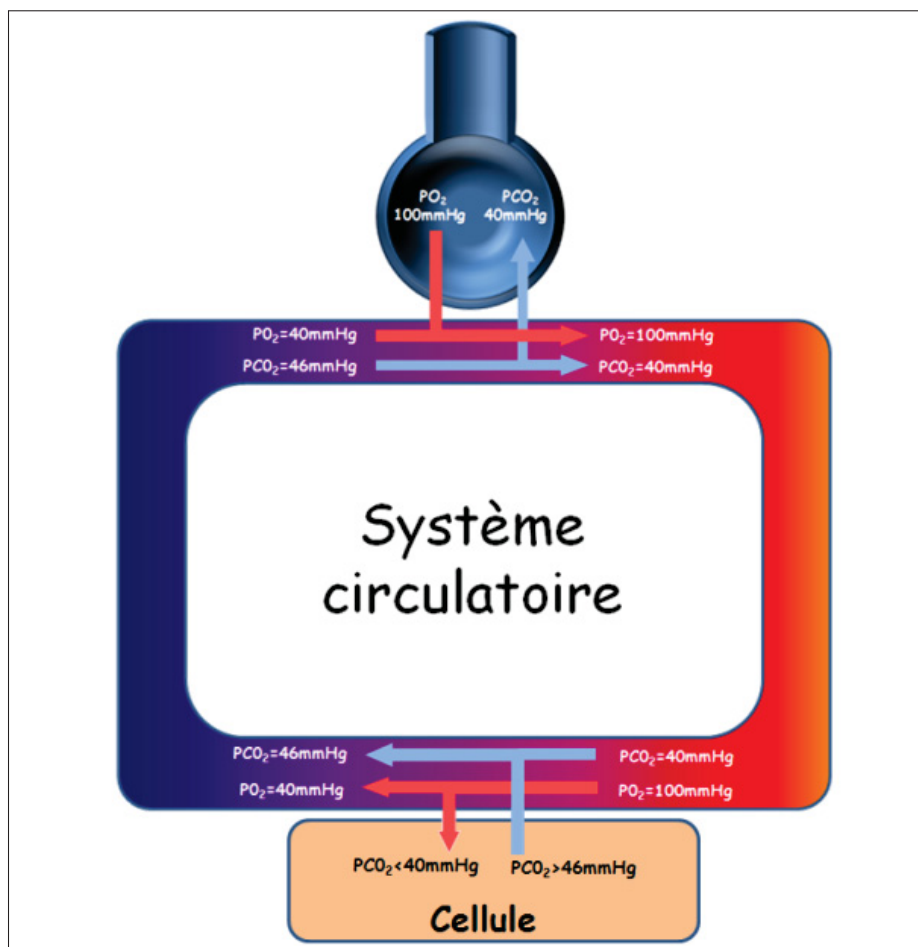 PO₂ PCO₂
100mmHg 40mmHg
PO₂=40mmHg PO₂=100mmHg
PCO₂=46mmHg PCO₂=40mmHg
Système
circulatoire
PCO₂=46mmHg PCO₂=40mmHg
PO₂=40mmHg PO₂=100mmHg
PCO₂<40mmHg PCO₂>46mmHg
Cellule